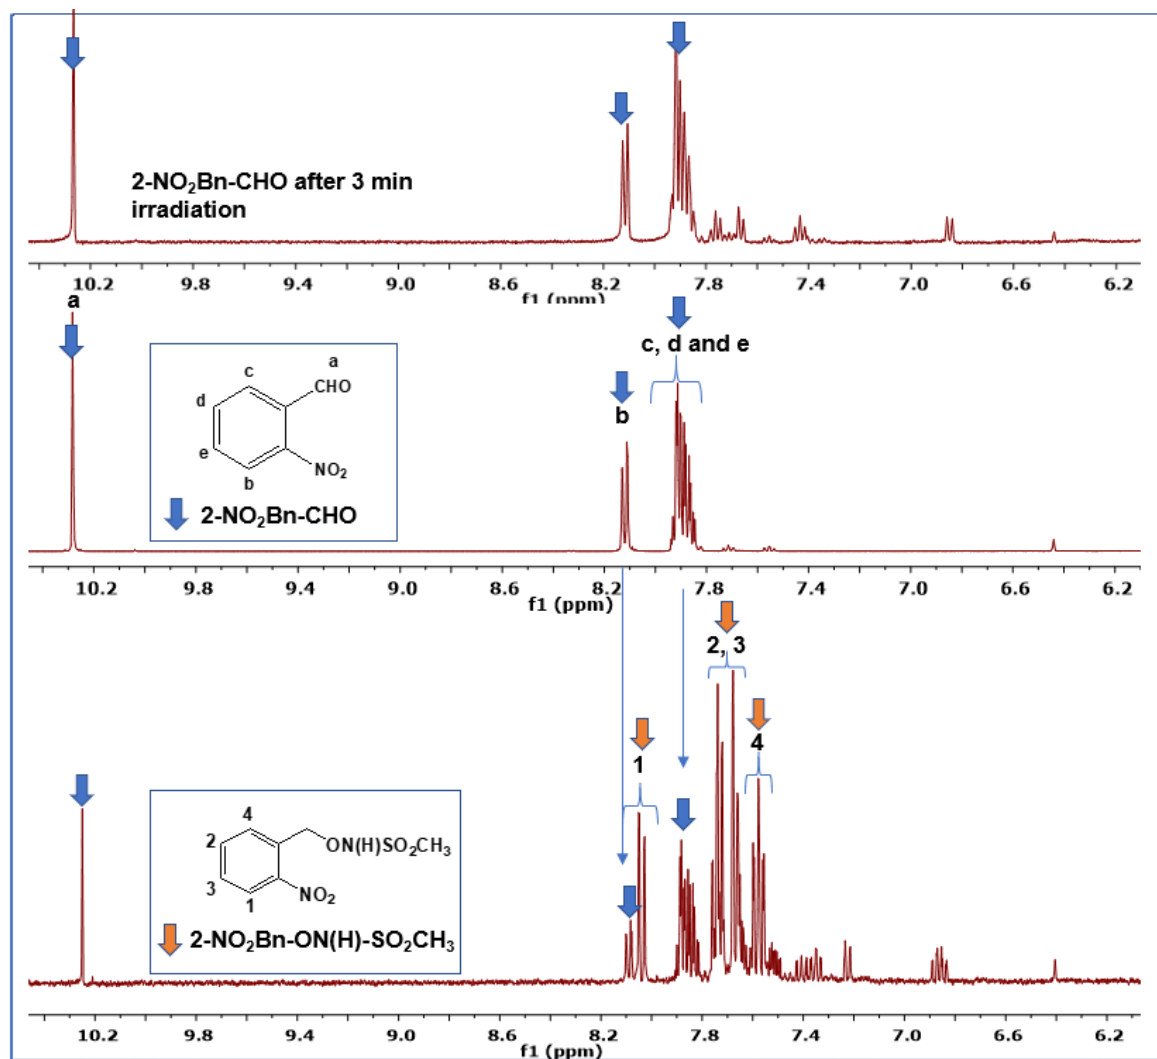 2-NO₂Bn-CHO after 3 min
irradiation
10.2 9.8 9.4 9.0 8.6 8.2 7.8 7.4 7.0 6.6 6.2
f1 (ppm)
a
c, d and e
b
a
c
CHO
d
e
NO₂
b
2-NO₂Bn-CHO
10.2 9.8 9.4 9.0 8.6 8.2 7.8 7.4 7.0 6.6 6.2
f1 (ppm)
2, 3
4
1
4
2
ON(H)SO₂CH₃
3
NO₂
1
2-NO₂Bn-ON(H)-SO₂CH₃
10.2 9.8 9.4 9.0 8.6 8.2 7.8 7.4 7.0 6.6 6.2
f1 (ppm)